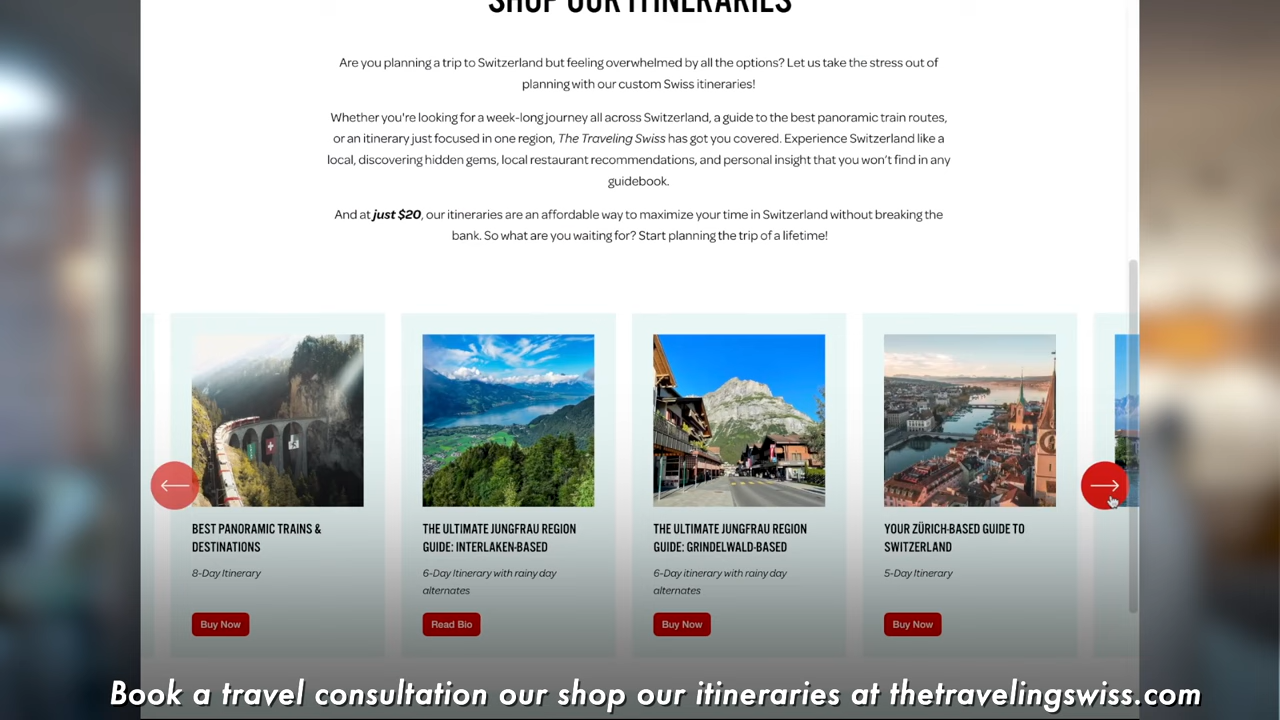 SHOP OUR ITINERARIES
Are you planning a trip to Switzerland but feeling overwhelmed by all the options? Let us take the stress out of
planning with our custom Swiss itineraries!
Whether you're looking for a week-long journey all across Switzerland, a guide to the best panoramic train routes,
or an itinerary just focused in one region, The Traveling Swiss has got you covered. Experience Switzerland like a
local, discovering hidden gems, local restaurant recommendations, and personal insight that you won't find in any
guidebook.
And at just $20, our itineraries are an affordable way to maximize your time in Switzerland without breaking the
bank. So what are you waiting for? Start planning the trip of a lifetime!
BEST PANORAMIC TRAINS &
DESTINATIONS
8-Day Itinerary
Buy Now
THE ULTIMATE JUNGFRAU REGION
GUIDE: INTERLAKEN-BASED
6-Day Itinerary with rainy day
alternates
Read Bio
THE ULTIMATE JUNGFRAU REGION
GUIDE: GRINDELWALD-BASED
6-Day itinerary with rainy day
alternates
Buy Now
YOUR ZÜRICH-BASED GUIDE TO
SWITZERLAND
5-Day Itinerary
Buy Now
Book a travel consultation our shop our itineraries at thetravelingswiss.com